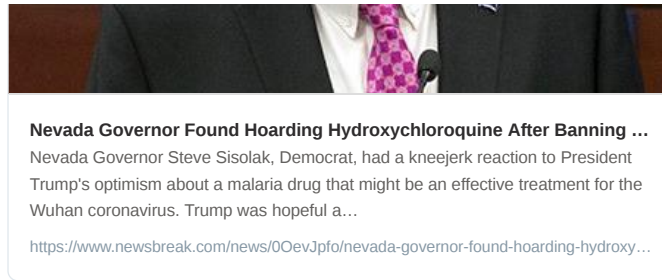 Nevada Governor Found Hoarding Hydroxychloroquine After Banning …
Nevada Governor Steve Sisolak, Democrat, had a kneejerk reaction to President
Trump's optimism about a malaria drug that might be an effective treatment for the
Wuhan coronavirus. Trump was hopeful a…
https://www.newsbreak.com/news/0OevJpfo/nevada-governor-found-hoarding-hydroxy…